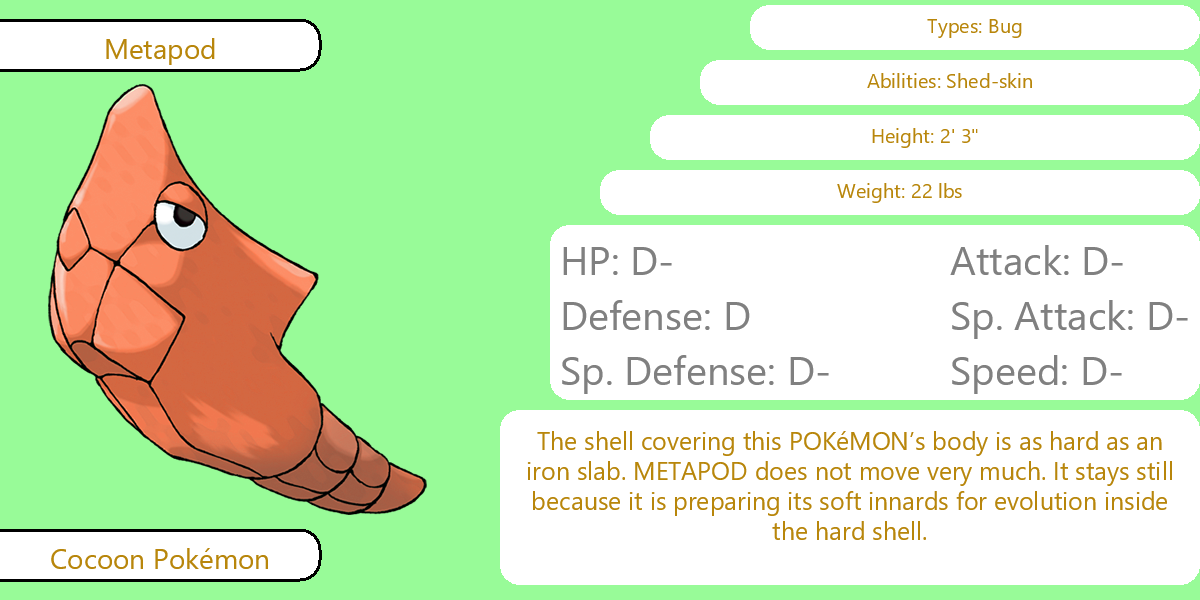 Metapod
Types: Bug
Abilities: Shed-skin
Height: 2' 3"
Weight: 22 lbs
HP: D-
Attack: D-
Defense: D
Sp. Attack: D-
Sp. Defense: D-
Speed: D-
The shell covering this POKéMON’s body is as hard as an
iron slab. METAPOD does not move very much. It stays still
because it is preparing its soft innards for evolution inside
the hard shell.
Cocoon Pokémon